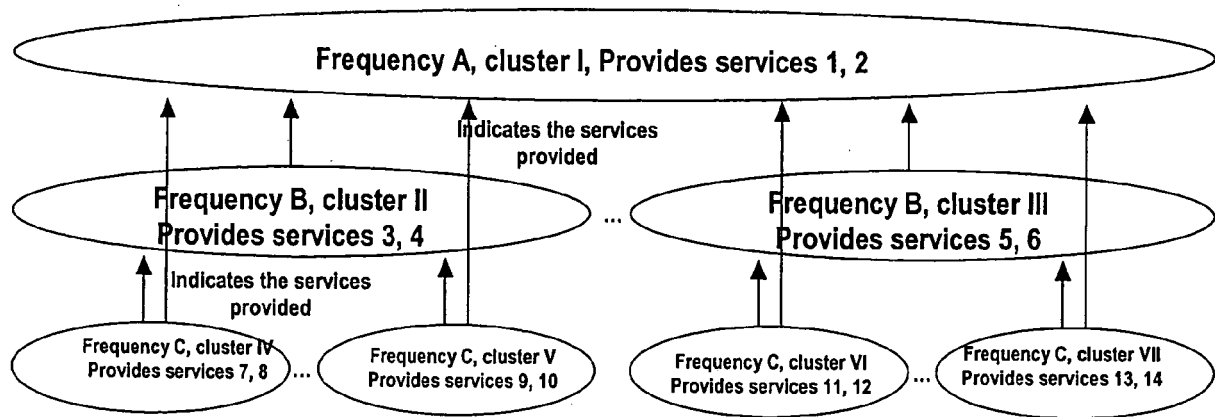 Frequency A, cluster I, Provides services 1, 2
Indicates the services
provided
Frequency B, cluster II
Provides services 3, 4
...
Frequency B, cluster III
Provides services 5, 6
Indicates the services
provided
Frequency C, cluster IV
Provides services 7, 8
...
Frequency C, cluster V
Provides services 9, 10
Frequency C, cluster VI
Provides services 11, 12
...
Frequency C, cluster VII
Provides services 13, 14